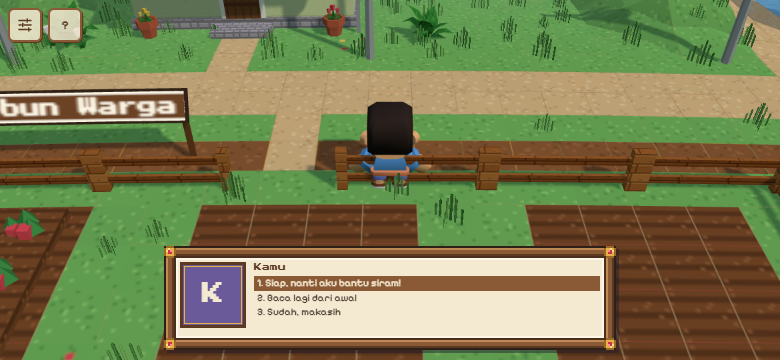 ?
bun Warga
Kamu
K
1. Siap, nanti aku bantu siram!
2. Baca lagi dari awal
3. Sudah, makasih